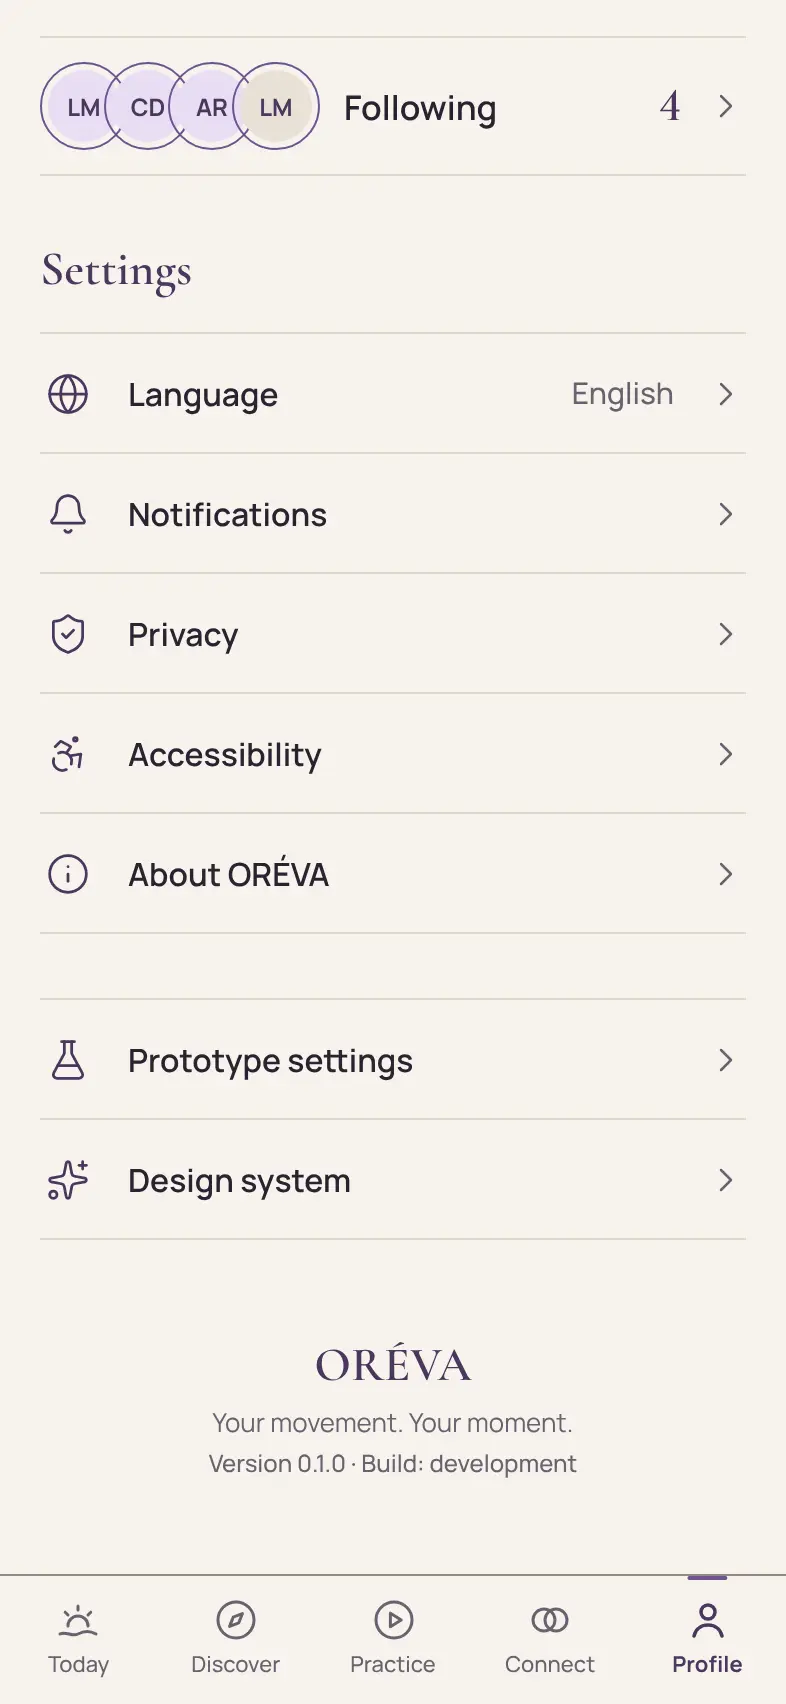 LM CD AR LM Following 4
Settings
Language English
Notifications
Privacy
Accessibility
About ORÉVA
Prototype settings
Design system
ORÉVA
Your movement. Your moment.
Version 0.1.0 · Build: development
Today Discover Practice Connect Profile